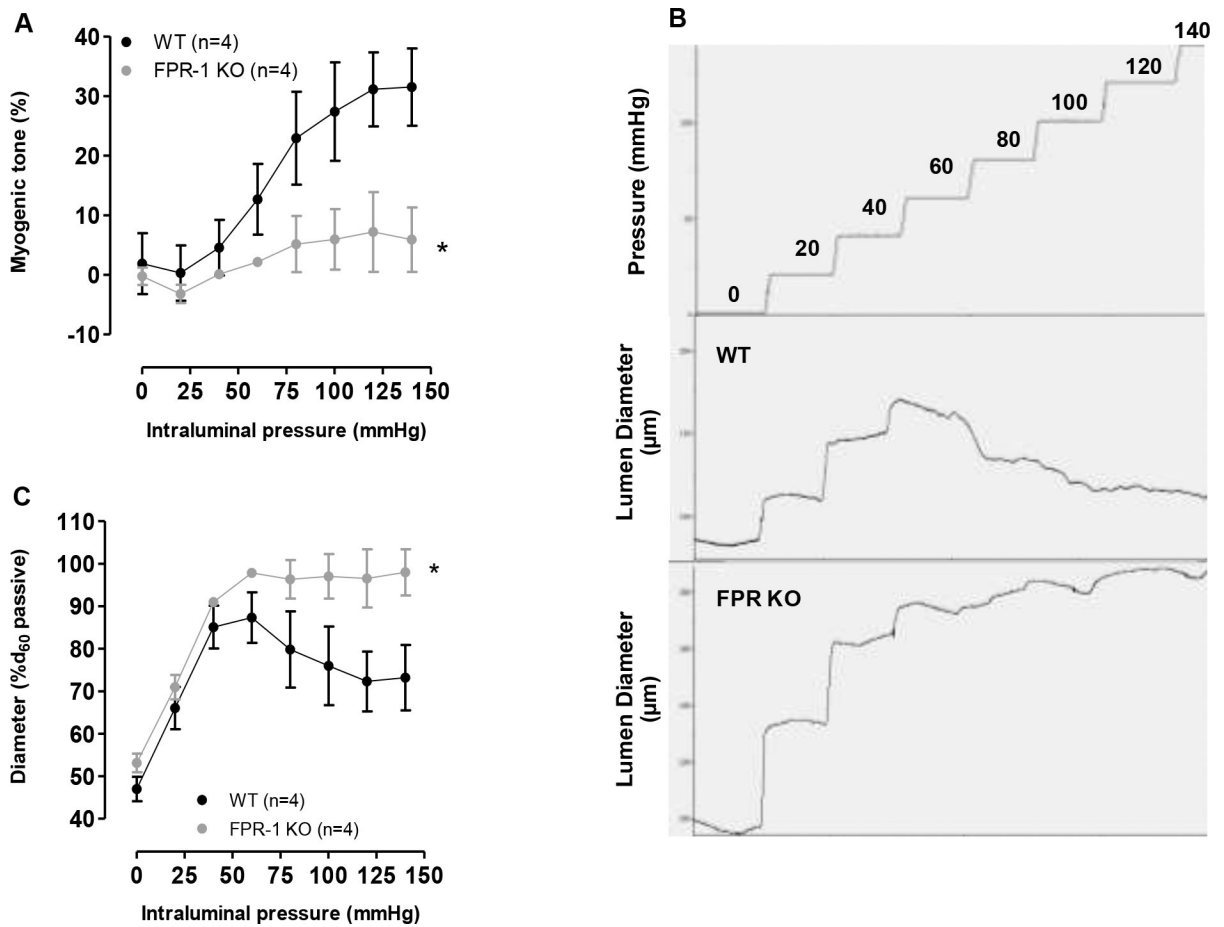 A
WT (n=4)
FPR-1 KO (n=4)
Myogenic tone (%)
40
30
20
10
0
-10
*
0 25 50 75 100 125 150
Intraluminal pressure (mmHg)
B
Pressure (mmHg)
0
20
40
60
80
100
120
140
WT
Lumen Diameter
(µm)
FPR KO
Lumen Diameter
(µm)
C
Diameter (%d60 passive)
110
100
90
80
70
60
50
40
*
WT (n=4)
FPR-1 KO (n=4)
0 25 50 75 100 125 150
Intraluminal pressure (mmHg)